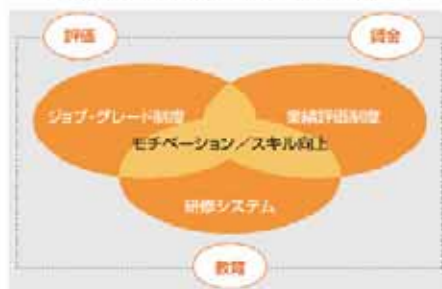 評価
賃金
ジョブ・グレード制度
業績評価制度
モチベーション／スキル向上
研修システム
教育